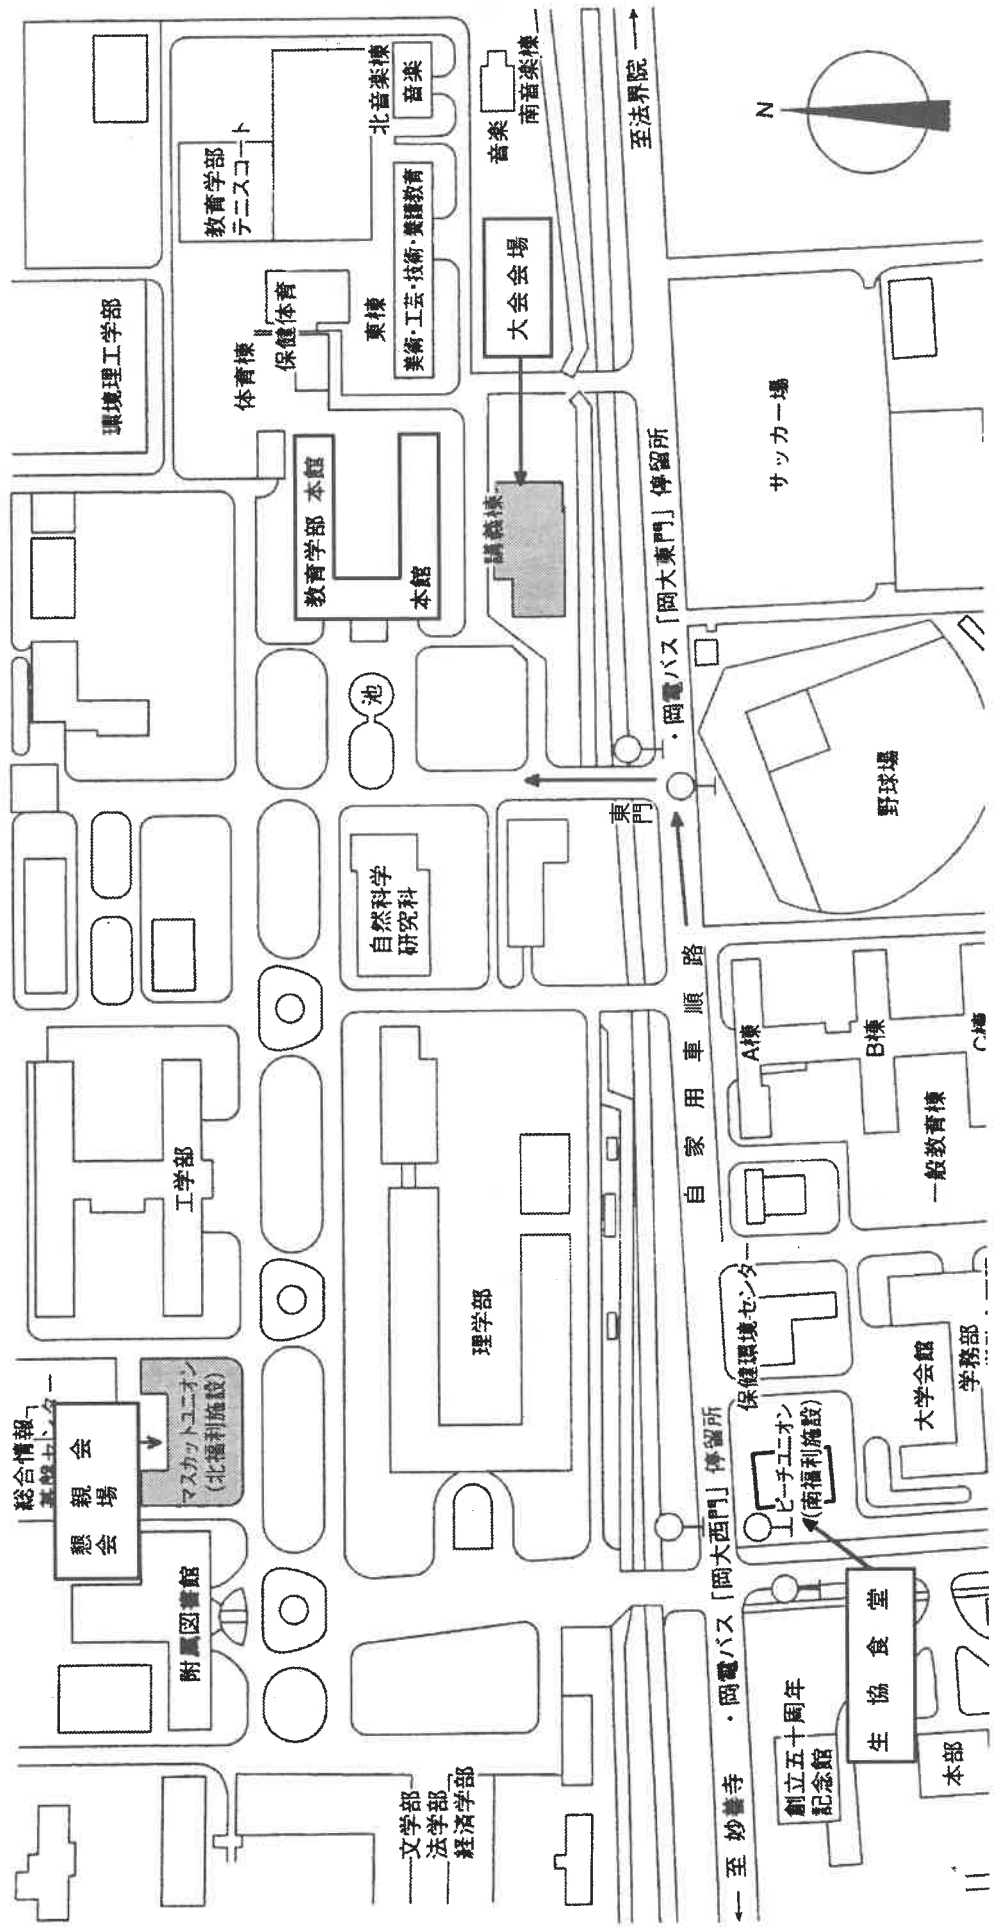 総合情報
基盤センター
懇親会
会場
マスカットユニオン
(北福利施設)
附属図書館
工学部
環境理工学部
教育学部
テニスコート
体育棟
保健体育
北音楽棟
音楽
音楽
南音楽棟
東棟
美術・工芸・技術・養護教育
教育学部 本館
本館
大会会場
講義棟
池
自然科学
研究科
理学部
文学部
法学部
経済学部
東門
・岡電バス「岡大東門」停留所
至法界院→
N
サッカー場
野球場
自家用車順路
A棟
B棟
C棟
一般教育棟
保健環境センター
大学会館
学務部
ピーチユニオン
(南福利施設)
・岡電バス「岡大西門」停留所
←至 妙善寺
生協食堂
創立五十周年
記念館
本部